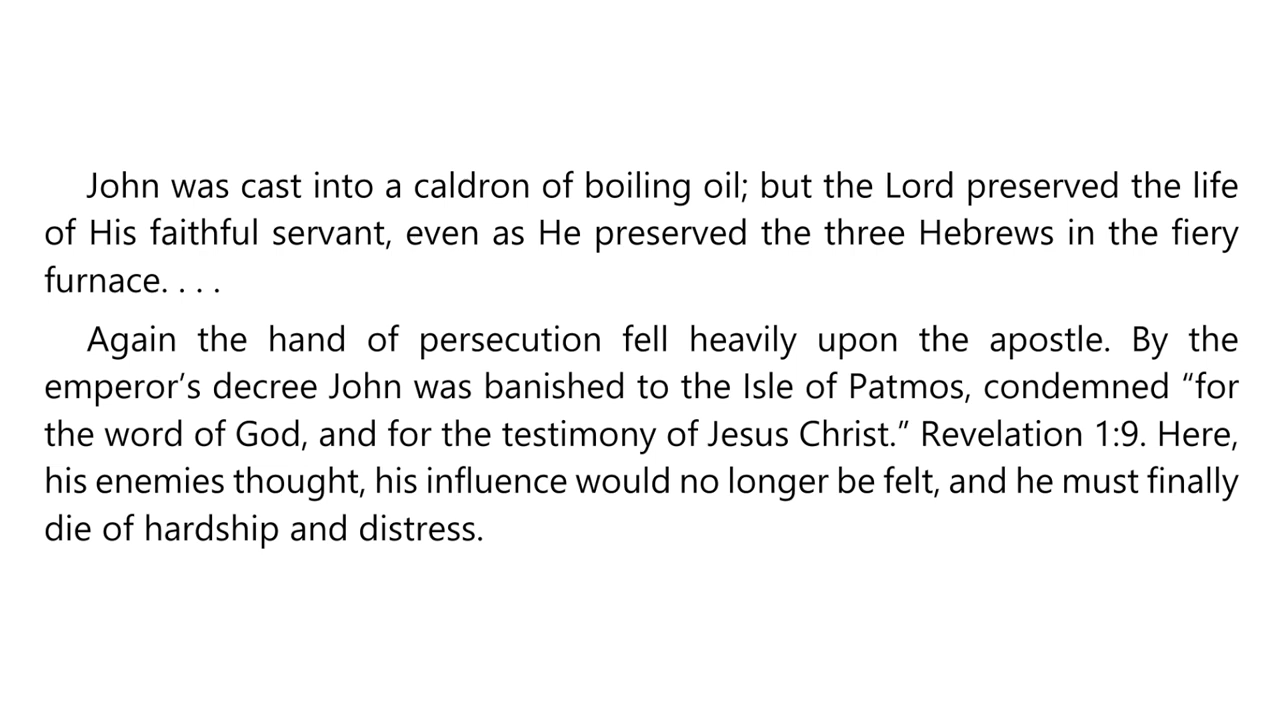 John was cast into a caldron of boiling oil; but the Lord preserved the life
of His faithful servant, even as He preserved the three Hebrews in the fiery
furnace. . . .
Again the hand of persecution fell heavily upon the apostle. By the
emperor’s decree John was banished to the Isle of Patmos, condemned “for
the word of God, and for the testimony of Jesus Christ.” Revelation 1:9. Here,
his enemies thought, his influence would no longer be felt, and he must finally
die of hardship and distress.